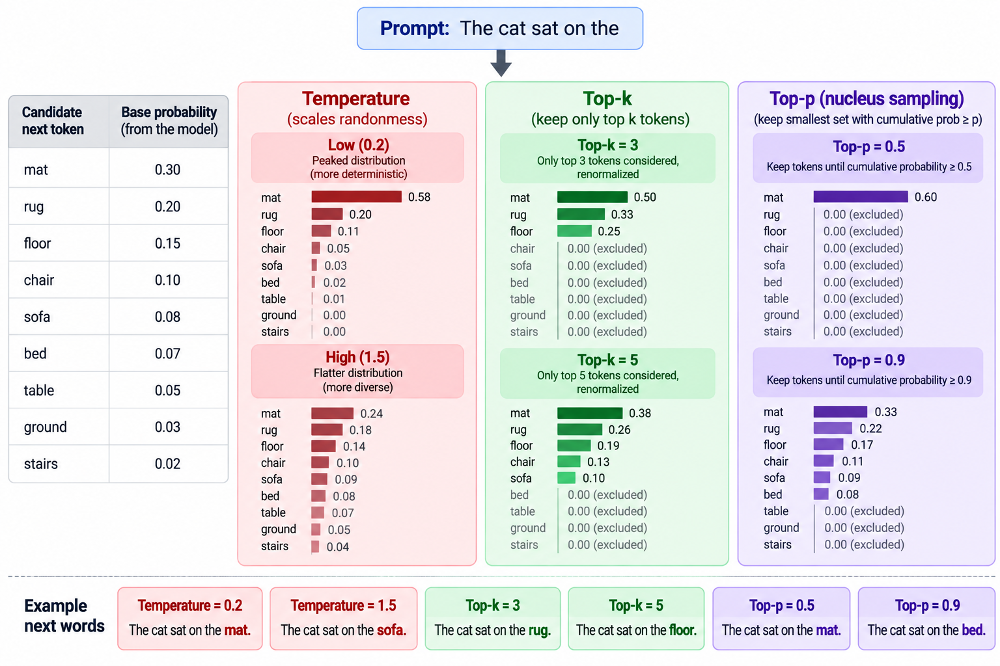 Prompt: The cat sat on the
Candidate next token
Base probability (from the model)
mat 0.30
rug 0.20
floor 0.15
chair 0.10
sofa 0.08
bed 0.07
table 0.05
ground 0.03
stairs 0.02
Temperature
(scales randonmess)
Low (0.2)
Peaked distribution
(more deterministic)
mat 0.58
rug 0.20
floor 0.11
chair 0.05
sofa 0.03
bed 0.02
table 0.01
ground 0.00
stairs 0.00
High (1.5)
Flatter distribution
(more diverse)
mat 0.24
rug 0.18
floor 0.14
chair 0.10
sofa 0.09
bed 0.08
table 0.07
ground 0.05
stairs 0.04
Top-k
(keep only top k tokens)
Top-k = 3
Only top 3 tokens considered,
renormalized
mat 0.50
rug 0.33
floor 0.25
chair 0.00 (excluded)
sofa 0.00 (excluded)
bed 0.00 (excluded)
table 0.00 (excluded)
ground 0.00 (excluded)
stairs 0.00 (excluded)
Top-k = 5
Only top 5 tokens considered,
renormalized
mat 0.38
rug 0.26
floor 0.19
chair 0.13
sofa 0.10
bed 0.00 (excluded)
table 0.00 (excluded)
ground 0.00 (excluded)
stairs 0.00 (excluded)
Top-p (nucleus sampling)
(keep smallest set with cumulative prob ≥ p)
Top-p = 0.5
Keep tokens until cumulative probability ≥ 0.5
mat 0.60
rug 0.00 (excluded)
floor 0.00 (excluded)
chair 0.00 (excluded)
sofa 0.00 (excluded)
bed 0.00 (excluded)
table 0.00 (excluded)
ground 0.00 (excluded)
stairs 0.00 (excluded)
Top-p = 0.9
Keep tokens until cumulative probability ≥ 0.9
mat 0.33
rug 0.22
floor 0.17
chair 0.11
sofa 0.09
bed 0.08
table 0.00 (excluded)
ground 0.00 (excluded)
stairs 0.00 (excluded)
Example
next words
Temperature = 0.2
The cat sat on the mat.
Temperature = 1.5
The cat sat on the sofa.
Top-k = 3
The cat sat on the rug.
Top-k = 5
The cat sat on the floor.
Top-p = 0.5
The cat sat on the mat.
Top-p = 0.9
The cat sat on the bed.